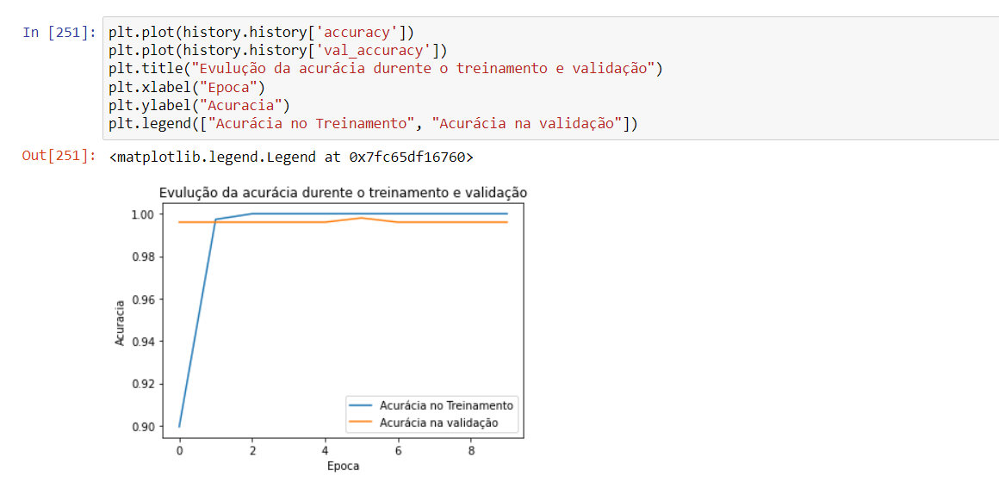 In [251]: plt.plot(history.history['accuracy'])
plt.plot(history.history['val_accuracy'])
plt.title("Evulução da acurácia durente o treinamento e validação")
plt.xlabel("Epoca")
plt.ylabel("Acuracia")
plt.legend(["Acurácia no Treinamento", "Acurácia na validação"])
Out[251]: <matplotlib.legend.Legend at 0x7fc65df16760>
Evulução da acurácia durente o treinamento e validação
1.00
0.98
0.96
0.94
0.92
0.90
Acuracia
Acurácia no Treinamento
Acurácia na validação
0 2 4 6 8
Epoca